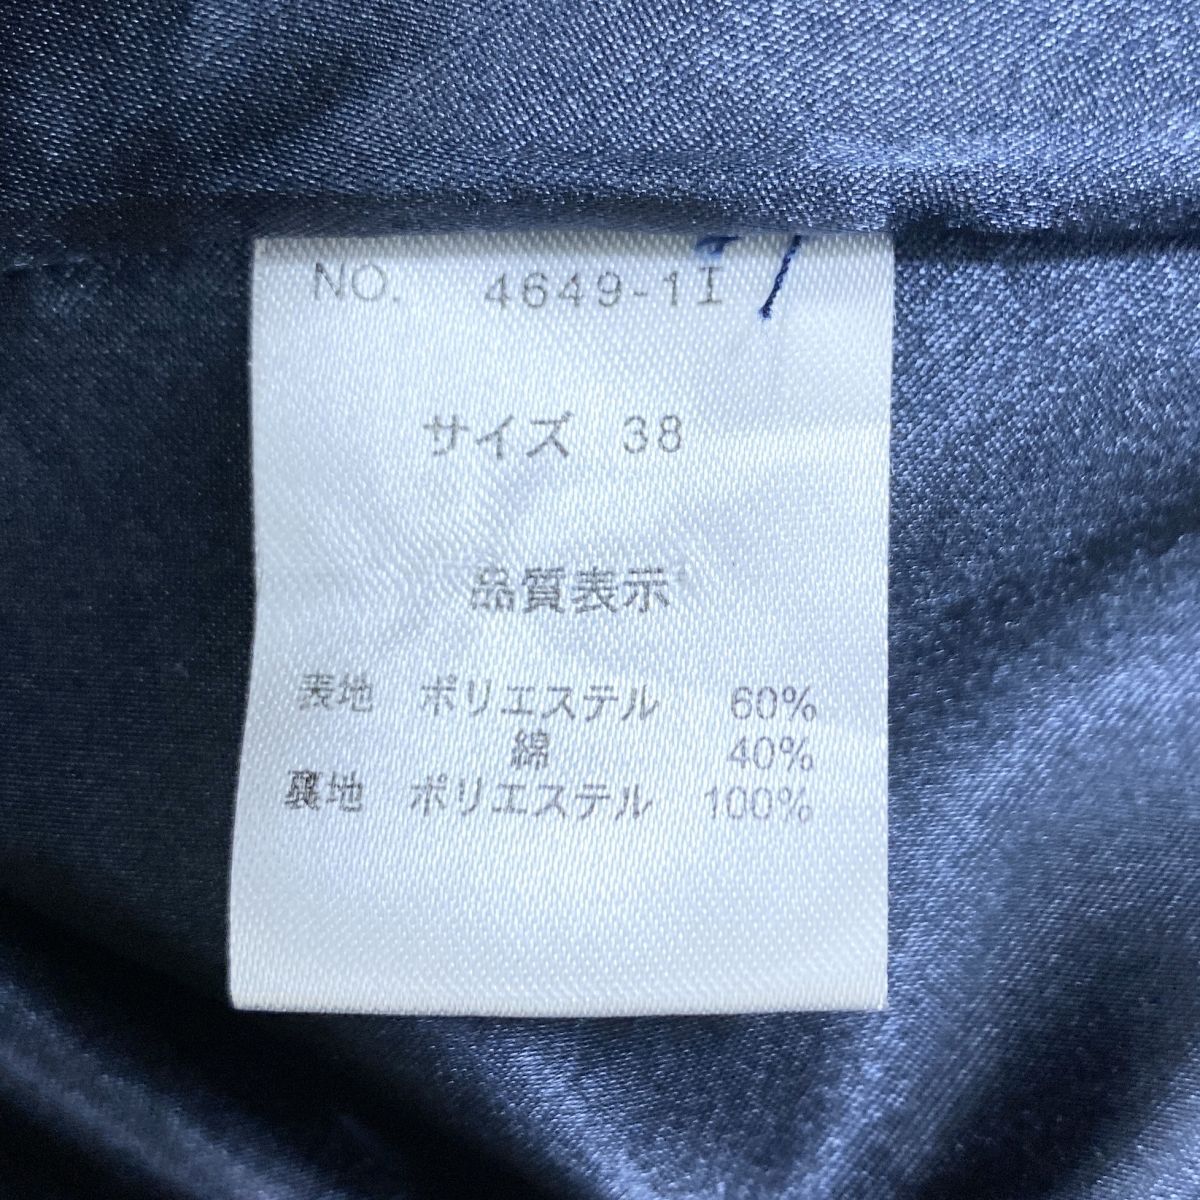 NO. 4649-1I
サイズ 38
品質表示
表地 ポリエステル 60%
綿 40%
裏地 ポリエステル 100%